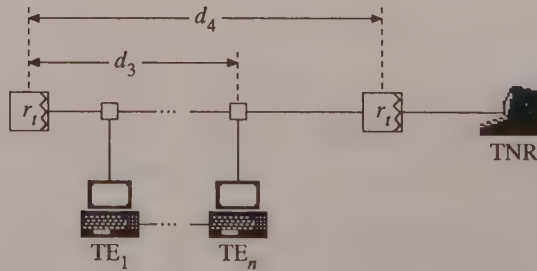 d₄
d₃
rₜ ... rₜ
TNR
...
TE₁ TEₙ